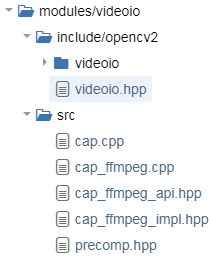 modules/videoio
include/opencv2
videoio
videoio.hpp
src
cap.cpp
cap_ffmpeg.cpp
cap_ffmpeg_api.hpp
cap_ffmpeg_impl.hpp
precomp.hpp